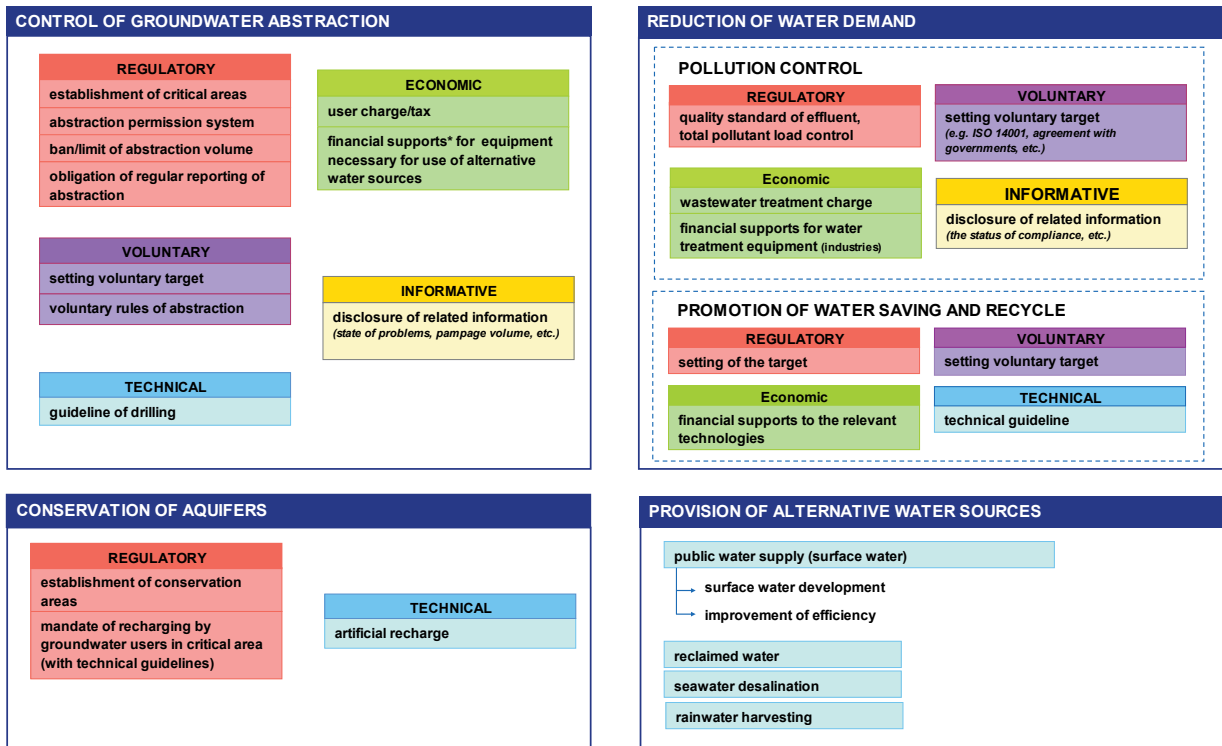 CONTROL OF GROUNDWATER ABSTRACTION
REGULATORY
establishment of critical areas
abstraction permission system
ban/limit of abstraction volume
obligation of regular reporting of
abstraction
ECONOMIC
user charge/tax
financial supports* for equipment
necessary for use of alternative
water sources
VOLUNTARY
setting voluntary target
voluntary rules of abstraction
INFORMATIVE
disclosure of related information
(state of problems, pampage volume, etc.)
TECHNICAL
guideline of drilling
REDUCTION OF WATER DEMAND
POLLUTION CONTROL
REGULATORY
quality standard of effluent,
total pollutant load control
VOLUNTARY
setting voluntary target
(e.g. ISO 14001, agreement with
governments, etc.)
Economic
wastewater treatment charge
financial supports for water
treatment equipment (industries)
INFORMATIVE
disclosure of related information
(the status of compliance, etc.)
PROMOTION OF WATER SAVING AND RECYCLE
REGULATORY
setting of the target
VOLUNTARY
setting voluntary target
Economic
financial supports to the relevant
technologies
TECHNICAL
technical guideline
CONSERVATION OF AQUIFERS
REGULATORY
establishment of conservation
areas
mandate of recharging by
groundwater users in critical area
(with technical guidelines)
TECHNICAL
artificial recharge
PROVISION OF ALTERNATIVE WATER SOURCES
public water supply (surface water)
surface water development
improvement of efficiency
reclaimed water
seawater desalination
rainwater harvesting